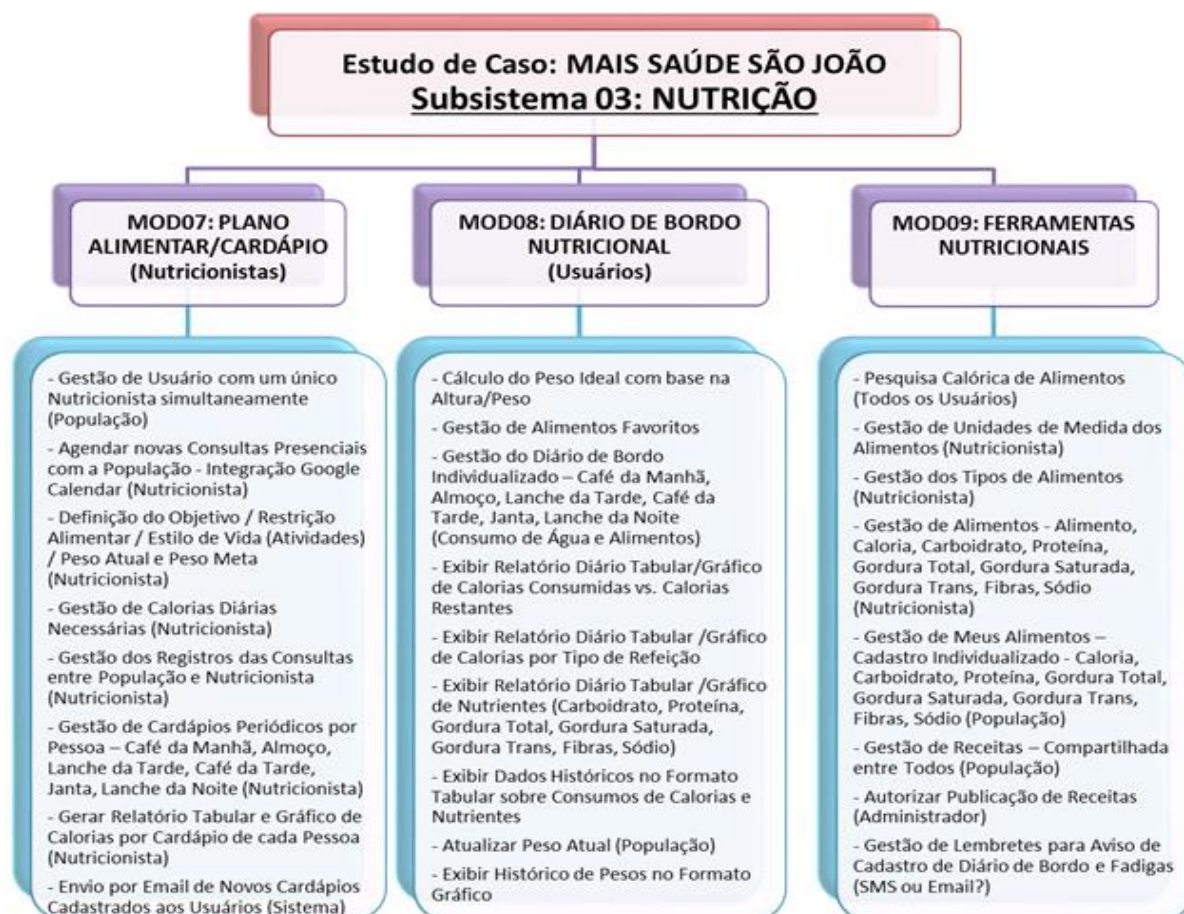 Estudo de Caso: MAIS SAÚDE SÃO JOÃO
Subsistema 03: NUTRIÇÃO
MOD07: PLANO
ALIMENTAR/CARDÁPIO
(Nutricionistas)
- Gestão de Usuário com um único
Nutricionista simultaneamente
(População)
- Agendar novas Consultas Presenciais
com a População - Integração Google
Calendar (Nutricionista)
- Definição do Objetivo / Restrição
Alimentar / Estilo de Vida (Atividades)
/ Peso Atual e Peso Meta
(Nutricionista)
- Gestão de Calorias Diárias
Necessárias (Nutricionista)
- Gestão dos Registros das Consultas
entre População e Nutricionista
(Nutricionista)
- Gestão de Cardápios Periódicos por
Pessoa – Café da Manhã, Almoço,
Lanche da Tarde, Café da Tarde,
Janta, Lanche da Noite (Nutricionista)
- Gerar Relatório Tabular e Gráfico de
Calorias por Cardápio de cada Pessoa
(Nutricionista)
- Envio por Email de Novos Cardápios
Cadastrados aos Usuários (Sistema)
MOD08: DIÁRIO DE BORDO
NUTRICIONAL
(Usuários)
- Cálculo do Peso Ideal com base na
Altura/Peso
- Gestão de Alimentos Favoritos
- Gestão do Diário de Bordo
Individualizado – Café da Manhã,
Almoço, Lanche da Tarde, Café da
Tarde, Janta, Lanche da Noite
(Consumo de Água e Alimentos)
- Exibir Relatório Diário Tabular/Gráfico
de Calorias Consumidas vs. Calorias
Restantes
- Exibir Relatório Diário Tabular /Gráfico
de Calorias por Tipo de Refeição
- Exibir Relatório Diário Tabular /Gráfico
de Nutrientes (Carboidrato, Proteína,
Gordura Total, Gordura Saturada,
Gordura Trans, Fibras, Sódio)
- Exibir Dados Históricos no Formato
Tabular sobre Consumos de Calorias e
Nutrientes
- Atualizar Peso Atual (População)
- Exibir Histórico de Pesos no Formato
Gráfico
MOD09: FERRAMENTAS
NUTRICIONAIS
- Pesquisa Calórica de Alimentos
(Todos os Usuários)
- Gestão de Unidades de Medida dos
Alimentos (Nutricionista)
- Gestão dos Tipos de Alimentos
(Nutricionista)
- Gestão de Alimentos - Alimento,
Caloria, Carboidrato, Proteína,
Gordura Total, Gordura Saturada,
Gordura Trans, Fibras, Sódio
(Nutricionista)
- Gestão de Meus Alimentos –
Cadastro Individualizado - Caloria,
Carboidrato, Proteína, Gordura Total,
Gordura Saturada, Gordura Trans,
Fibras, Sódio (População)
- Gestão de Receitas – Compartilhada
entre Todos (População)
- Autorizar Publicação de Receitas
(Administrador)
- Gestão de Lembretes para Aviso de
Cadastro de Diário de Bordo e Fadigas
(SMS ou Email?)